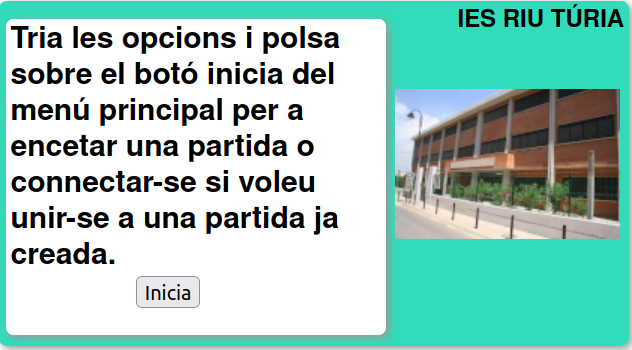 IES RIU TÚRIA
Tria les opcions i polsa
sobre el botó inicia del
menú principal per a
encetar una partida o
connectar-se si voleu
unir-se a una partida ja
creada.
Inicia